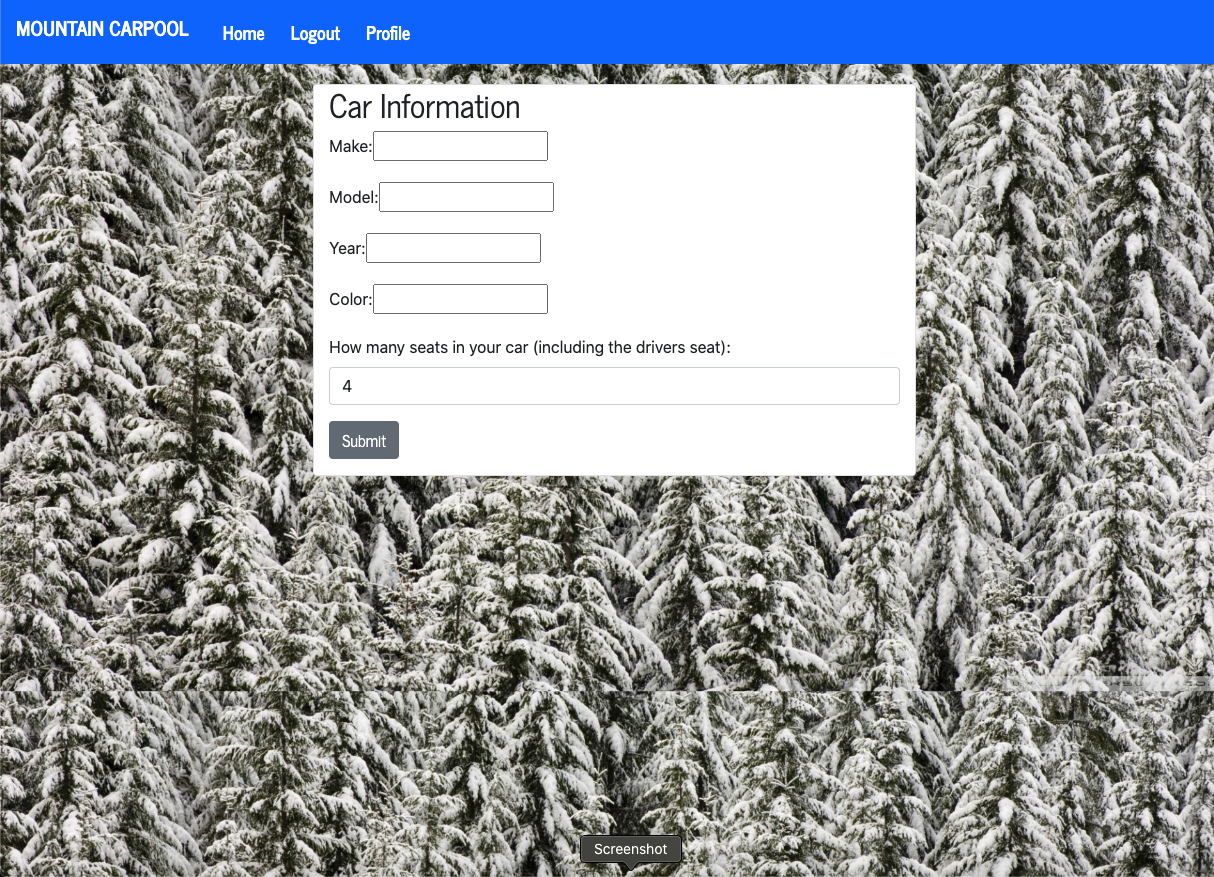 MOUNTAIN CARPOOL Home Logout Profile
Car Information
Make:
Model:
Year:
Color:
How many seats in your car (including the drivers seat):
4
Submit
Screenshot